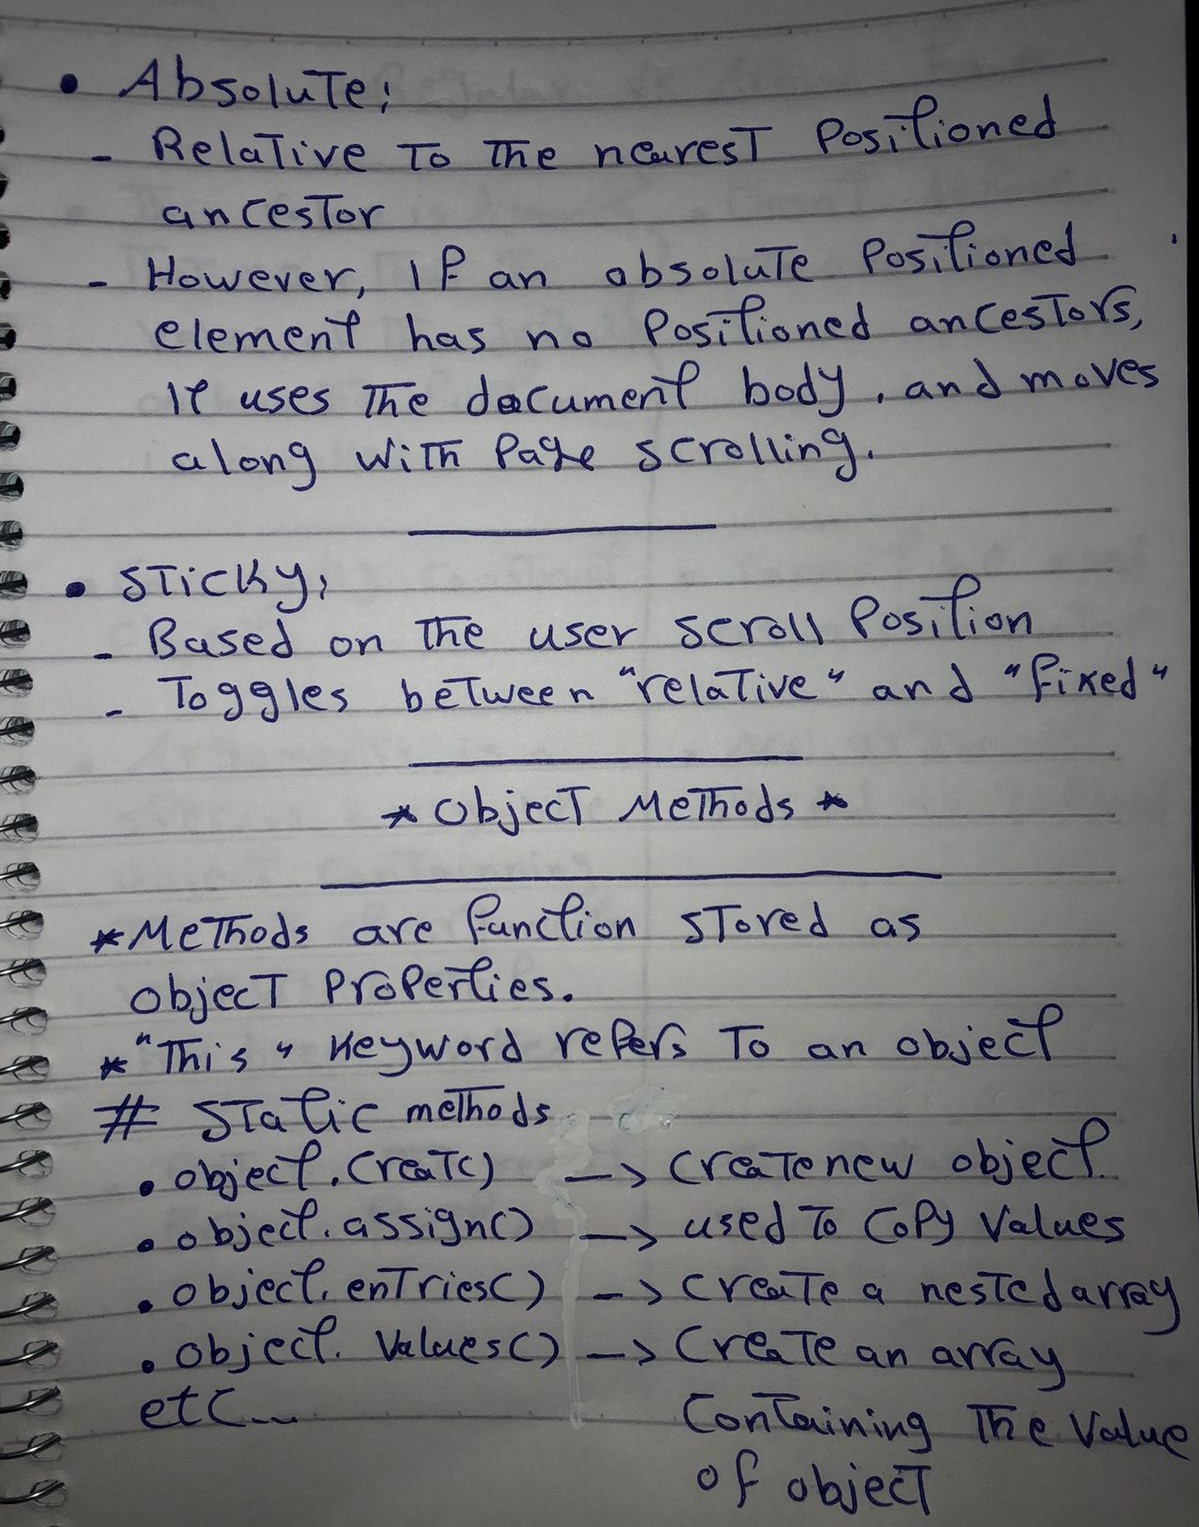 • Absolute:
- Relative to the nearest positioned
ancestor
- However, if an absolute positioned
element has no positioned ancestors,
it uses the document body, and moves
along with page scrolling.
• Sticky:
- Based on the user scroll position
- Toggles between "relative" and "fixed"
* Object Methods *
* Methods are function stored as
object properties.
* "This" keyword refers to an object
# Static methods
• object.creat() -> create new object.
• object.assign() -> used to copy values
• object.entries() -> create a nested array
• object.values() -> create an array
etc... containing the value
of object